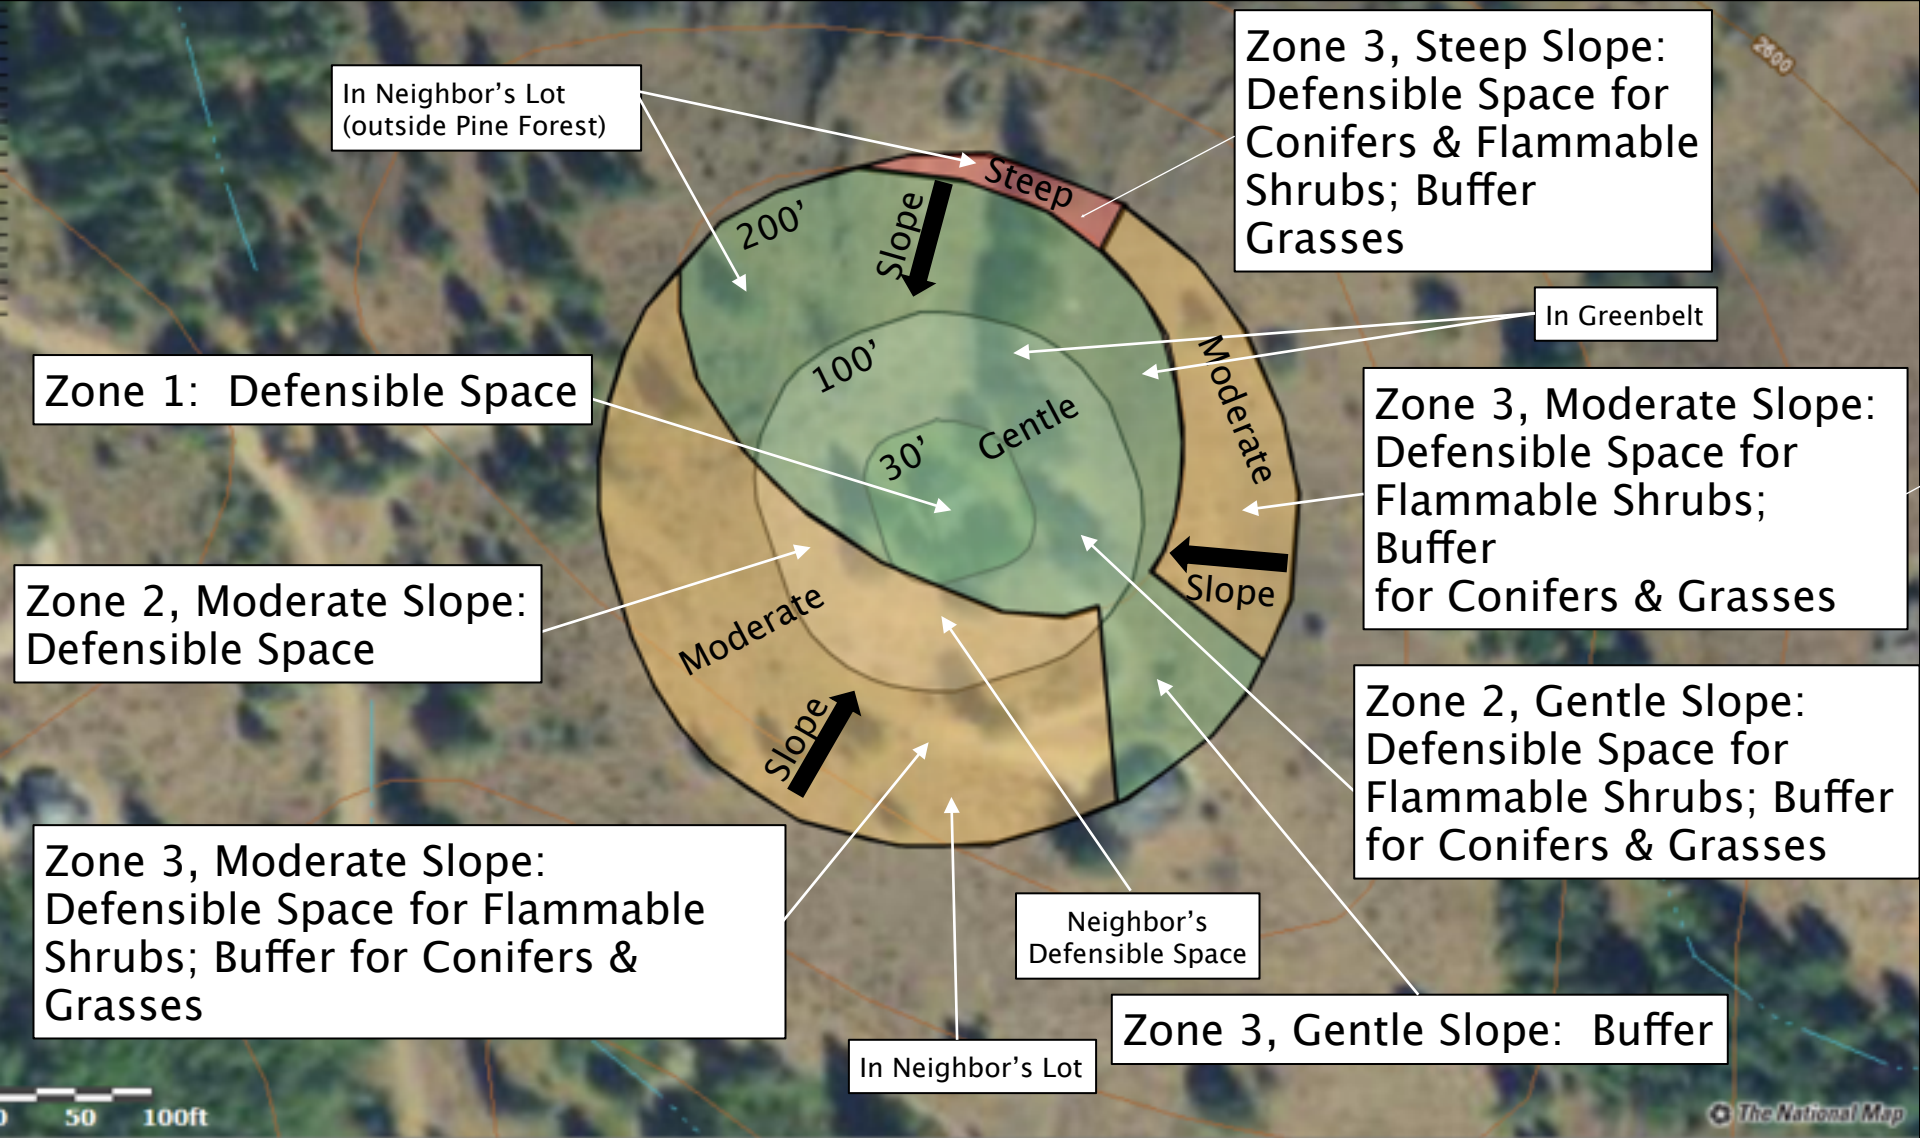 2600
In Neighbor’s Lot
(outside Pine Forest)
Zone 3, Steep Slope:
Defensible Space for
Conifers & Flammable
Shrubs; Buffer
Grasses
Steep
200’
Slope
In Greenbelt
100’
Moderate
Zone 1:  Defensible Space
Zone 3, Moderate Slope:
Defensible Space for
Flammable Shrubs;
Buffer
for Conifers & Grasses
Gentle
30’
Slope
Zone 2, Moderate Slope:
Defensible Space
Moderate
Zone 2, Gentle Slope:
Defensible Space for
Flammable Shrubs; Buffer
for Conifers & Grasses
Slope
Zone 3, Moderate Slope:
Defensible Space for Flammable
Shrubs; Buffer for Conifers &
Grasses
Neighbor’s
Defensible Space
Zone 3, Gentle Slope:  Buffer
In Neighbor’s Lot
0 50 100ft
The National Map